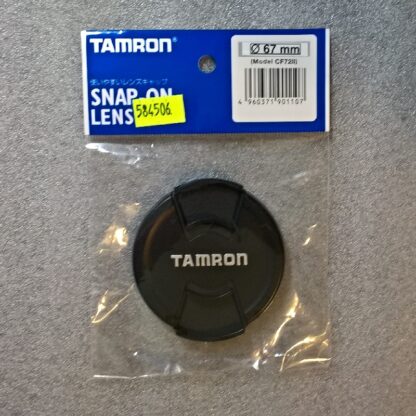 TAMRON®
使いやすいレンズキャップ
SNAP-ON
LENS
584506.
Ø 67 mm
(Model CF72II)
4 960371 901107
TAMRON